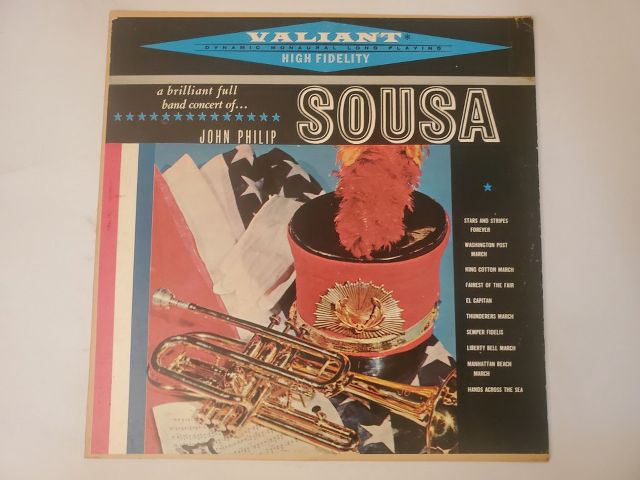 VALIANT*
DYNAMIC MONAURAL LONG PLAYING
HIGH FIDELITY
a brilliant full
band concert of...
JOHN PHILIP SOUSA
STARS AND STRIPES
FOREVER
WASHINGTON POST
MARCH
KING COTTON MARCH
FAIREST OF THE FAIR
EL CAPITAN
THUNDERERS MARCH
SEMPER FIDELIS
LIBERTY BELL MARCH
MANHATTAN BEACH
MARCH
HANDS ACROSS THE SEA